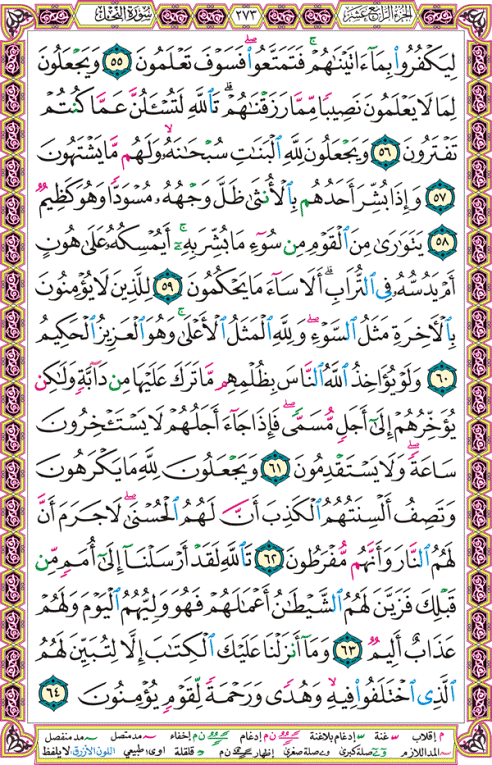 الجزء الرابع عشر ٢٧٣ سورة النحل
لِيَكْفُرُوا۟ بِمَآ ءَاتَيْنَـٰهُمْ ۚ فَتَمَتَّعُوا۟ ۖ فَسَوْفَ تَعْلَمُونَ ٥٥ وَيَجْعَلُونَ
لِمَا لَا يَعْلَمُونَ نَصِيبًا مِّمَّا رَزَقْنَـٰهُمْ ۗ تَٱللَّهِ لَتُسْـَٔلُنَّ عَمَّا كُنتُمْ
تَفْتَرُونَ ٥٦ وَيَجْعَلُونَ لِلَّهِ ٱلْبَنَـٰتِ سُبْحَـٰنَهُۥ ۙ وَلَهُم مَّا يَشْتَهُونَ
٥٧ وَإِذَا بُشِّرَ أَحَدُهُم بِٱلْأُنثَىٰ ظَلَّ وَجْهُهُۥ مُسْوَدًّا وَهُوَ كَظِيمٌ
٥٨ يَتَوَٰرَىٰ مِنَ ٱلْقَوْمِ مِن سُوٓءِ مَا بُشِّرَ بِهِۦٓ ۚ أَيُمْسِكُهُۥ عَلَىٰ هُونٍ
أَمْ يَدُسُّهُۥ فِى ٱلتُّرَابِ ۗ أَلَا سَآءَ مَا يَحْكُمُونَ ٥٩ لِلَّذِينَ لَا يُؤْمِنُونَ
بِٱلْـَٔاخِرَةِ مَثَلُ ٱلسَّوْءِ ۖ وَلِلَّهِ ٱلْمَثَلُ ٱلْأَعْلَىٰ ۚ وَهُوَ ٱلْعَزِيزُ ٱلْحَكِيمُ
٦٠ وَلَوْ يُؤَاخِذُ ٱللَّهُ ٱلنَّاسَ بِظُلْمِهِم مَّا تَرَكَ عَلَيْهَا مِن دَآبَّةٍ وَلَـٰكِن
يُؤَخِّرُهُمْ إِلَىٰٓ أَجَلٍ مُّسَمًّى ۖ فَإِذَا جَآءَ أَجَلُهُمْ لَا يَسْتَـْٔخِرُونَ
سَاعَةً ۖ وَلَا يَسْتَقْدِمُونَ ٦١ وَيَجْعَلُونَ لِلَّهِ مَا يَكْرَهُونَ
وَتَصِفُ أَلْسِنَتُهُمُ ٱلْكَذِبَ أَنَّ لَهُمُ ٱلْحُسْنَىٰ ۖ لَا جَرَمَ أَنَّ
لَهُمُ ٱلنَّارَ وَأَنَّهُم مُّفْرَطُونَ ٦٢ تَٱللَّهِ لَقَدْ أَرْسَلْنَآ إِلَىٰٓ أُمَمٍ مِّن
قَبْلِكَ فَزَيَّنَ لَهُمُ ٱلشَّيْطَـٰنُ أَعْمَـٰلَهُمْ فَهُوَ وَلِيُّهُمُ ٱلْيَوْمَ وَلَهُمْ
عَذَابٌ أَلِيمٌ ٦٣ وَمَآ أَنزَلْنَا عَلَيْكَ ٱلْكِتَـٰبَ إِلَّا لِتُبَيِّنَ لَهُمُ
ٱلَّذِى ٱخْتَلَفُوا۟ فِيهِ ۙ وَهُدًى وَرَحْمَةً لِّقَوْمٍ يُؤْمِنُونَ ٦٤
م إقلاب غنة إدغام بلاغنة ن م إدغام ن م إخفاء مد متصل مد منفصل
المد اللازم صلة كبرى صلة صغرى إظهار ن م قلقلة اوى: طبيعي اللون الأزرق: لا يلفظ